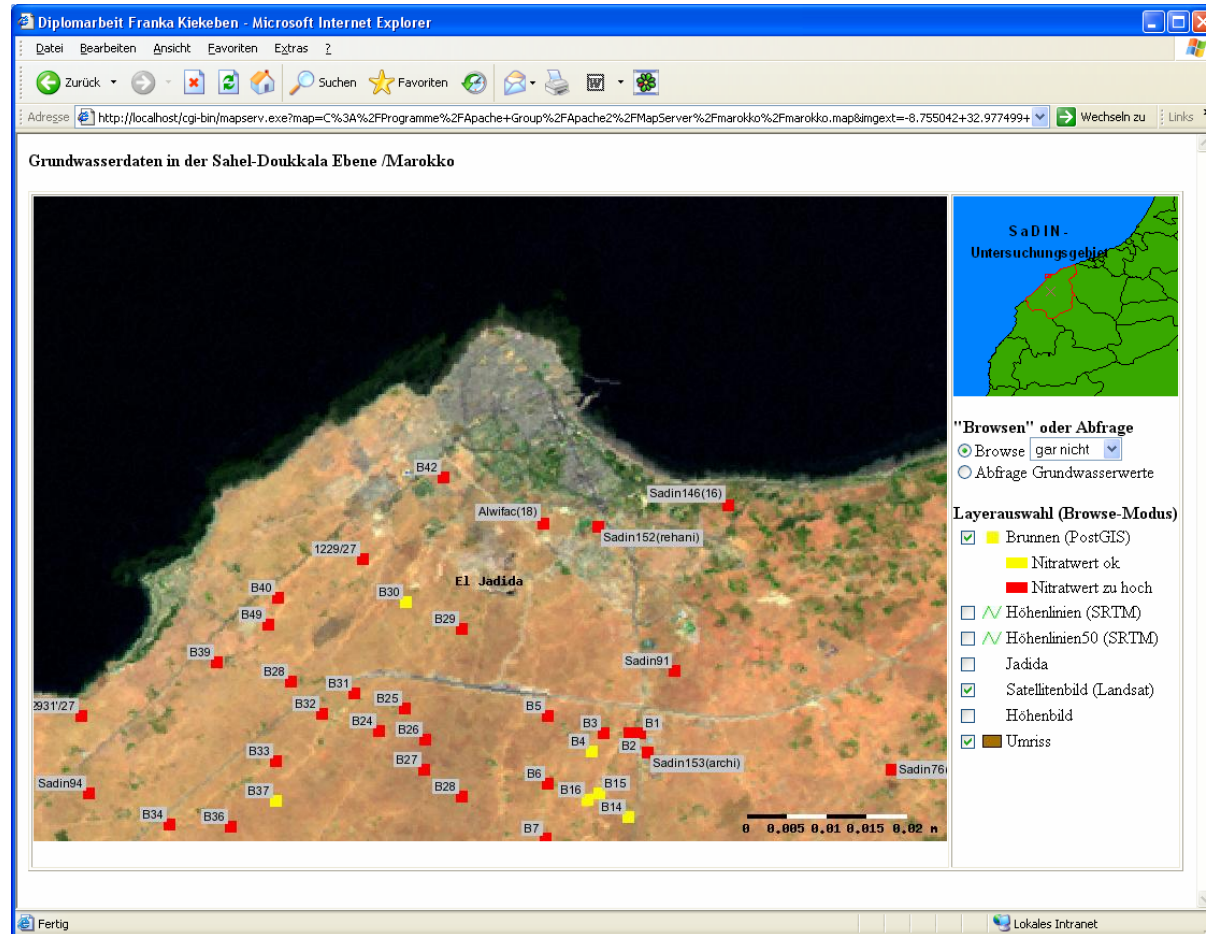 Diplomarbeit Franka Kiekeben - Microsoft Internet Explorer
Datei Bearbeiten Ansicht Favoriten Extras ?
Zurück Suchen Favoriten
Adresse http://localhost/cgi-bin/mapserv.exe?map=C%3A%2FProgramme%2FApache+Group%2FApache2%2FMapServer%2Fmarokko%2Fmarokko.map&imgext=-8.755042+32.977499+ Wechseln zu Links
Grundwasserdaten in der Sahel-Doukkala Ebene /Marokko
SaDIN-
Untersuchungsgebiet
B42
Sadin146(16)
Alwifac(18)
Sadin152(rehani)
1229/27
El Jadida
B40
B30
B49
B29
B39
Sadin91
B28
B31
2931'/27
B32
B25
B5
B24
B26
B3
B1
B4
B2
B33
Sadin153(archi)
B27
Sadin76(
Sadin94
B6
B15
B37
B28
B16
B14
B34
B36
B7
0 0.005 0.01 0.015 0.02 m
"Browsen" oder Abfrage
Browse gar nicht
Abfrage Grundwasserwerte
Layerauswahl (Browse-Modus)
Brunnen (PostGIS)
Nitratwert ok
Nitratwert zu hoch
Höhenlinien (SRTM)
Höhenlinien50 (SRTM)
Jadida
Satellitenbild (Landsat)
Höhenbild
Umriss
Fertig
Lokales Intranet